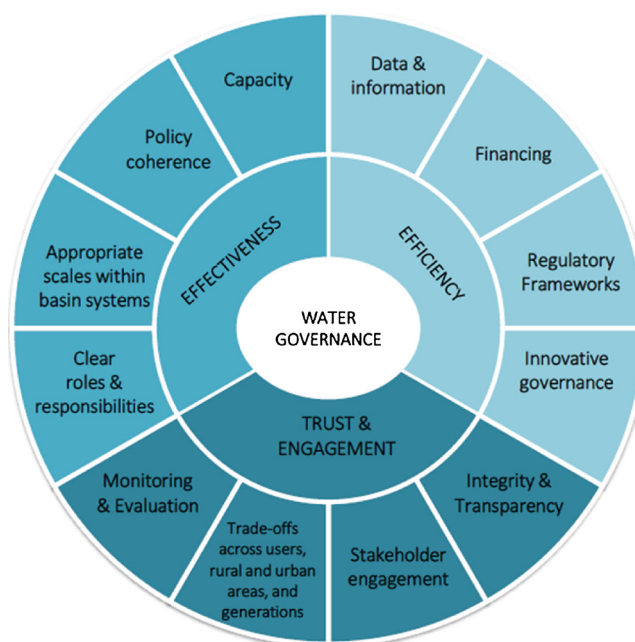 WATER
GOVERNANCE
EFFECTIVENESS
EFFICIENCY
TRUST &
ENGAGEMENT
Capacity
Policy
coherence
Appropriate
scales within
basin systems
Clear
roles &
responsibilities
Data &
information
Financing
Regulatory
Frameworks
Innovative
governance
Integrity &
Transparency
Stakeholder
engagement
Trade-offs
across users,
rural and urban
areas, and
generations
Monitoring
& Evaluation